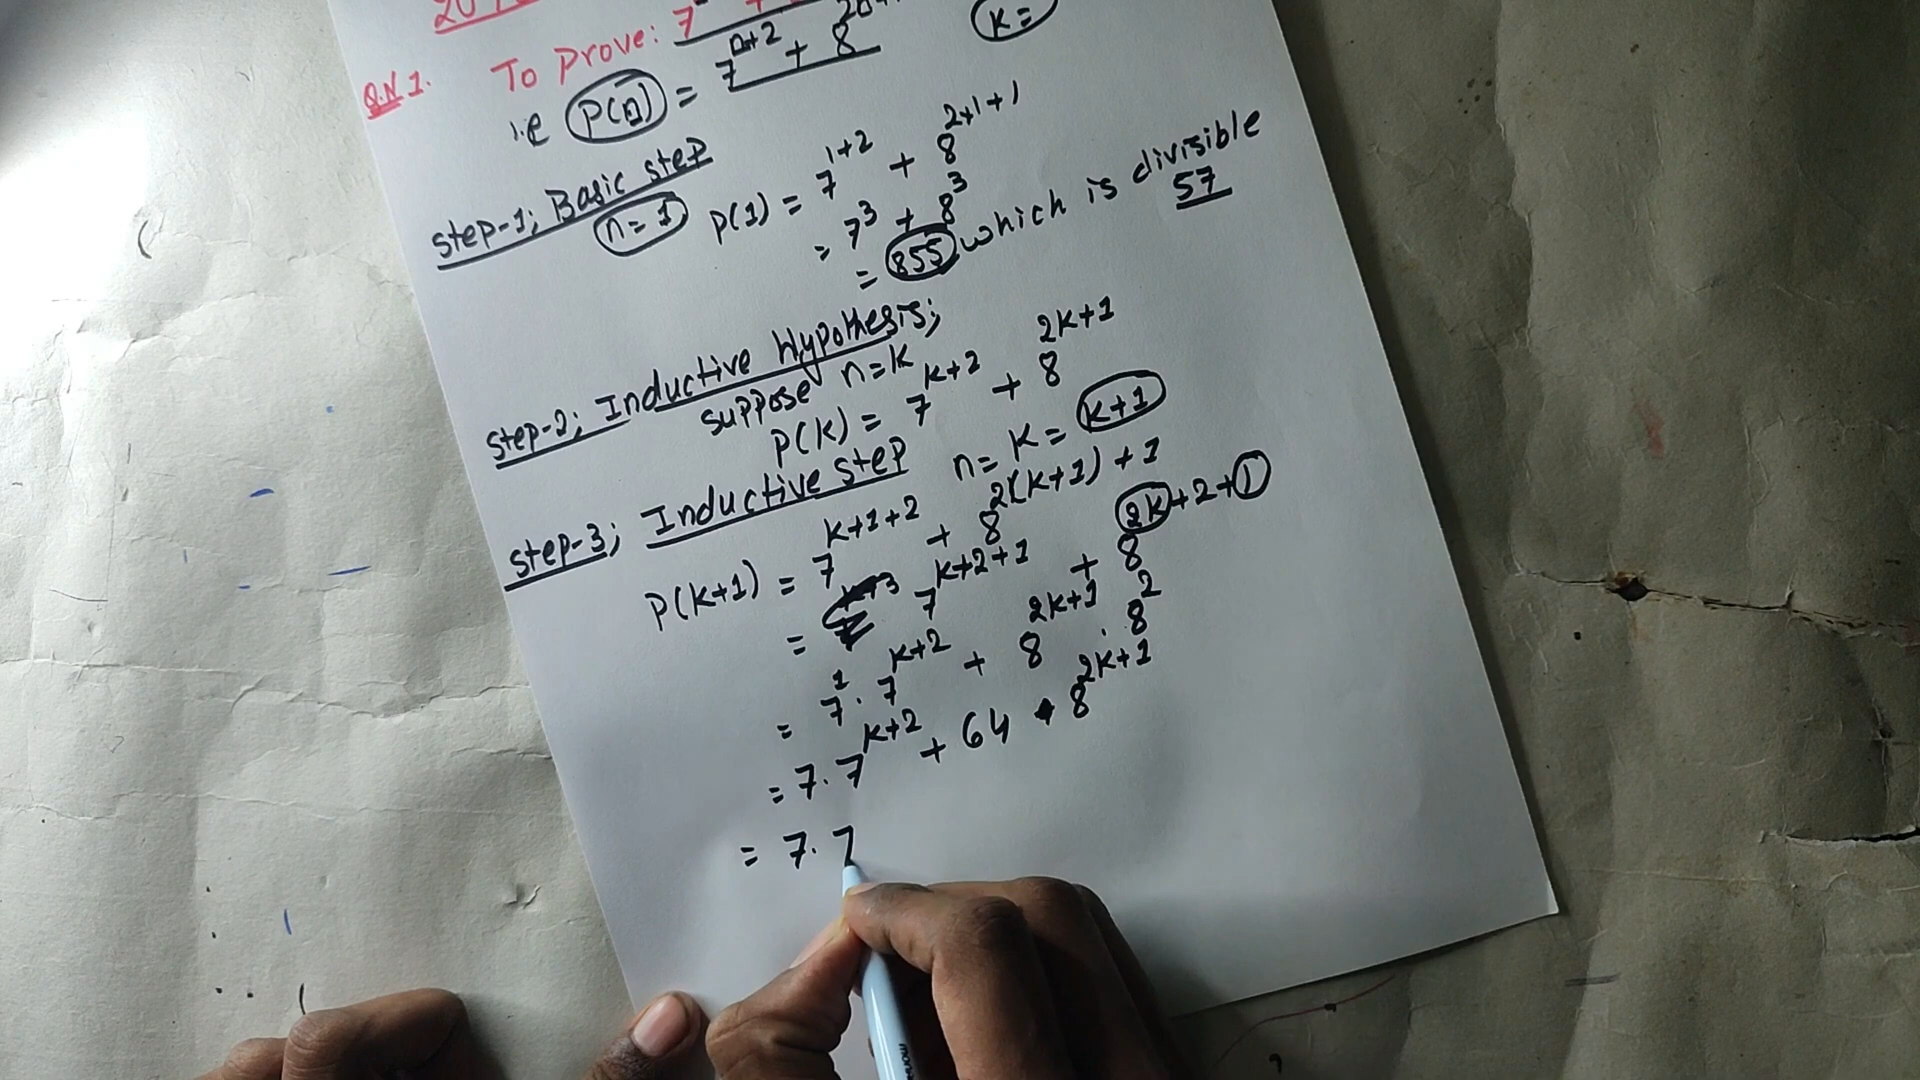 Q.N 1. To prove: 7
i.e P(n) = 7^n+2 + 8
K=
Step-1; Basic step
n=1 P(1) = 7^1+2 + 8^2+1+1
= 7^3 + 8^3
= 855 which is divisible
57
Step-2; Inductive Hypothesis;
suppose n=k
P(k) = 7^k+2 + 8^2k+1
Step-3; Inductive step n= k= k+1
P(k+1) = 7^k+1+2 + 8^2(k+1)+1
= 7^k+2+1 + 8^2k+2+1
= 7^1 . 7^k+2 + 8^2k+1 . 8^2
= 7.7^k+2 + 64 . 8^2k+1
= 7.7